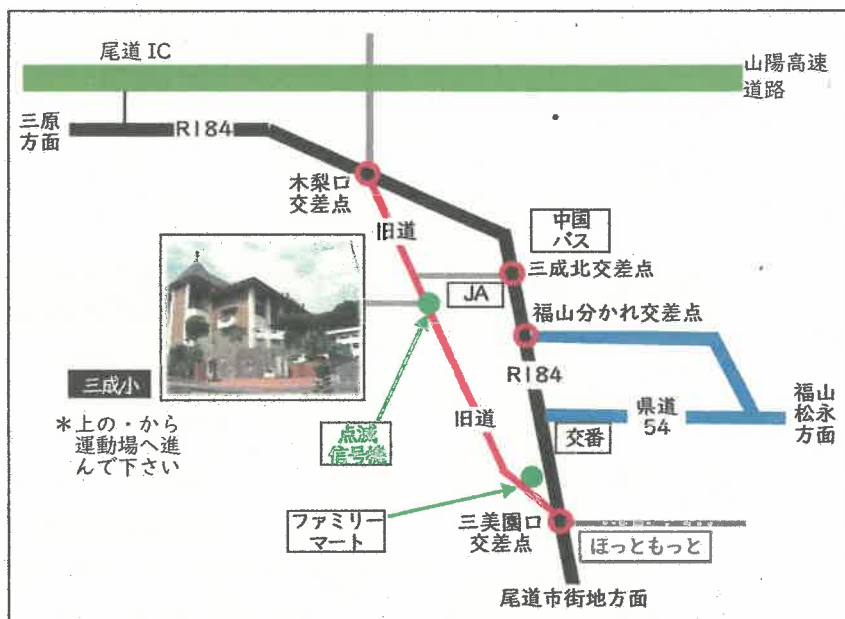 尾道 IC
山陽高速
道路
三原
方面
R184
木梨口
交差点
旧道
中国
バス
三成北交差点
JA
福山分かれ交差点
R184
三成小
*上の・から
運動場へ進
んで下さい
点滅
信号機
旧道
県道
54
福山
松永
方面
交番
ファミリー
マート
三美園口
交差点
ほっともっと
尾道市街地方面